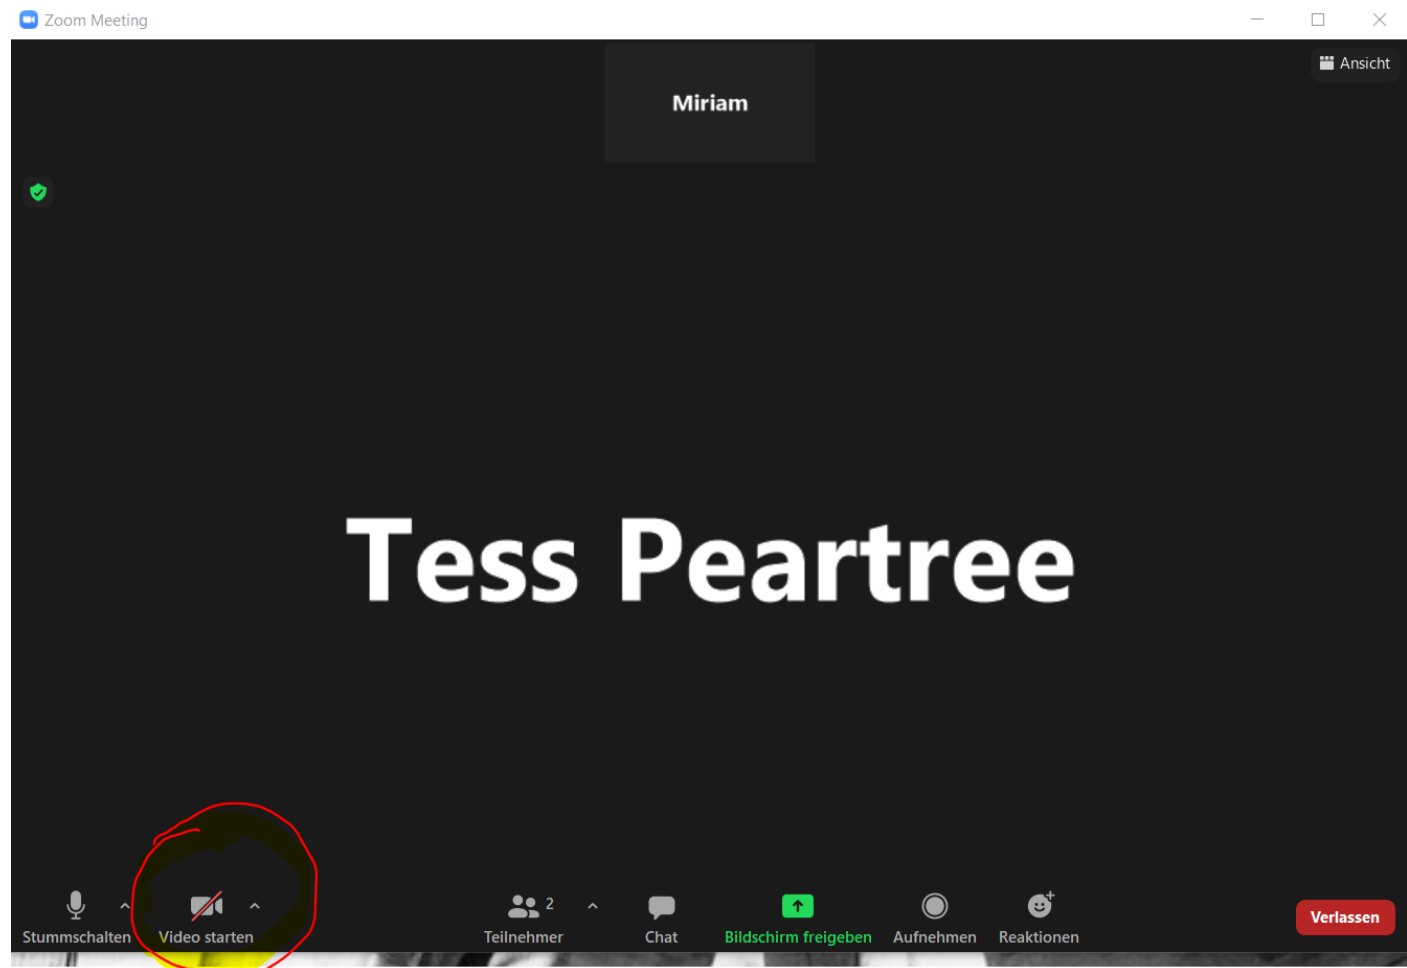 Zoom Meeting
Ansicht
Miriam
Tess Peartree
Stummschalten
Video starten
Teilnehmer
2
Chat
Bildschirm freigeben
Aufnehmen
Reaktionen
Verlassen